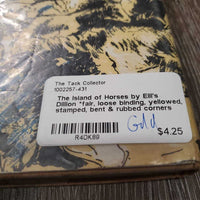 The Tack Collector
1002257-431
The Island of Horses by Eili's
Dillion *fair, loose binding, yellowed,
stamped, bent & rubbed corners
Gold
R4DK89
$4.25